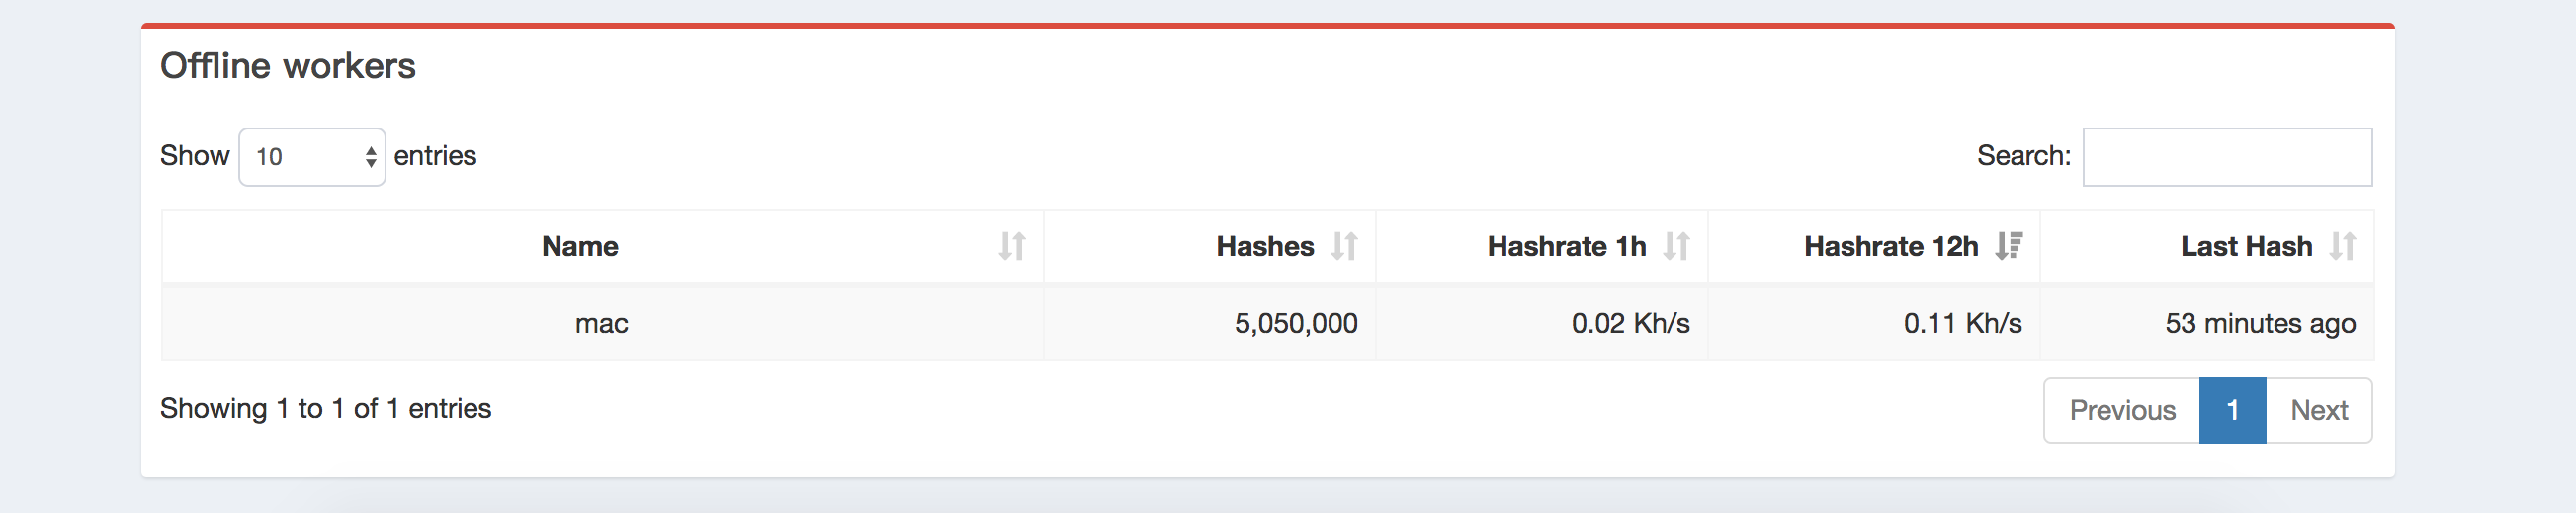 Offline workers
Show 10 entries Search:
Name Hashes Hashrate 1h Hashrate 12h Last Hash
mac 5,050,000 0.02 Kh/s 0.11 Kh/s 53 minutes ago
Showing 1 to 1 of 1 entries Previous 1 Next